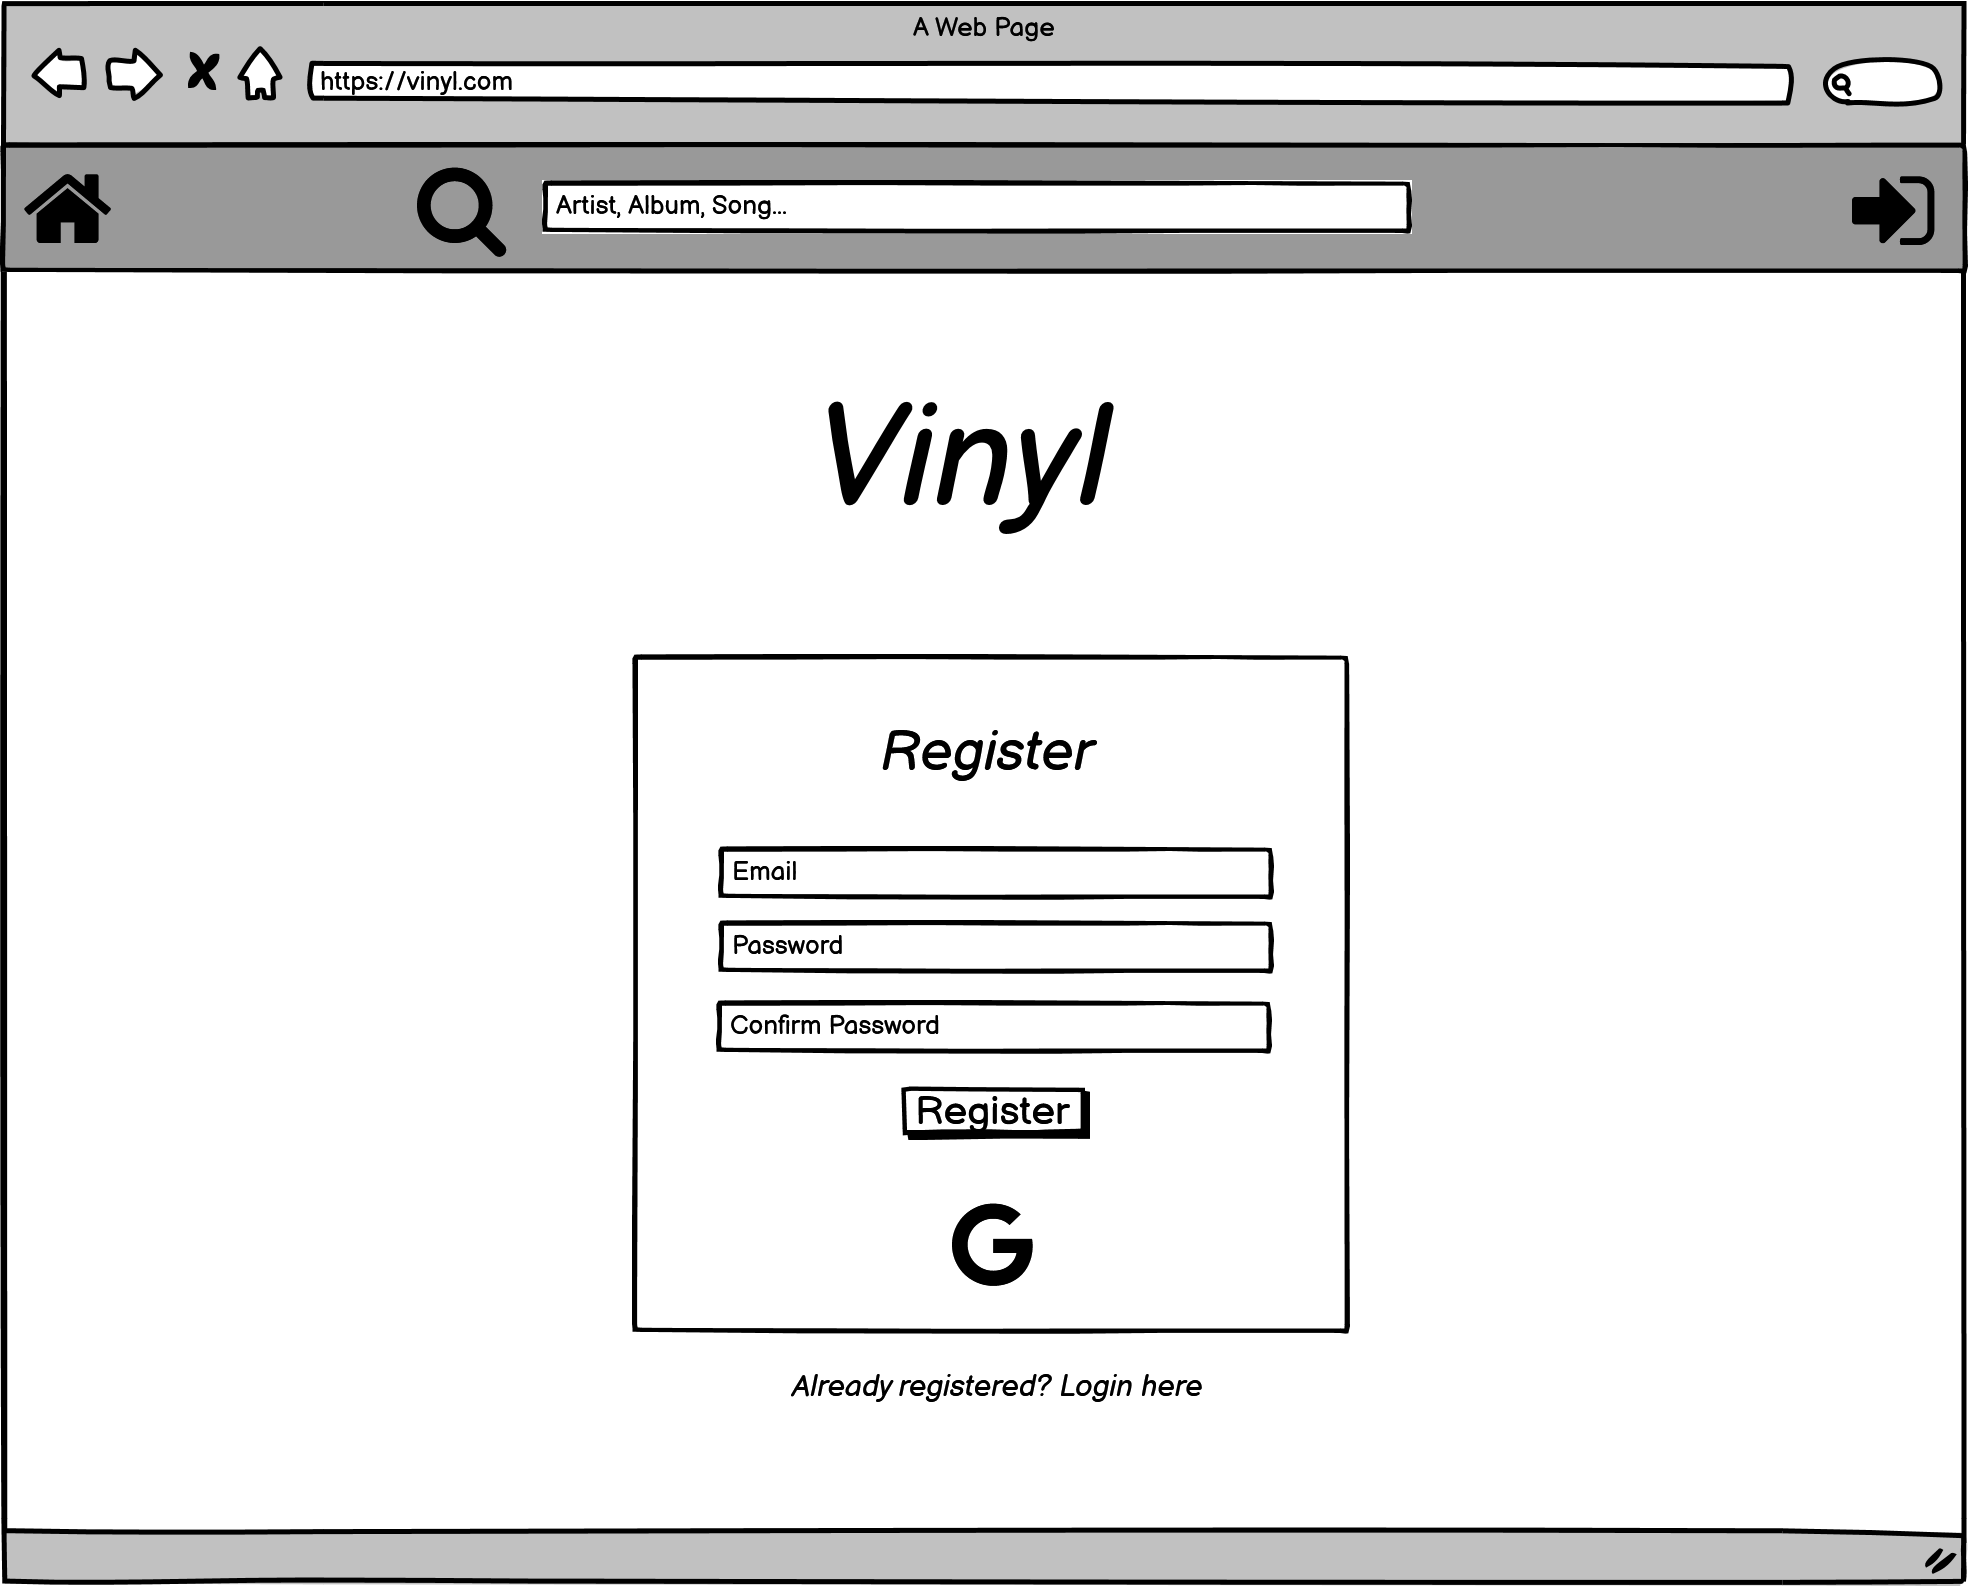 A Web Page
https://vinyl.com
Artist, Album, Song...
Vinyl
Register
Email
Password
Confirm Password
Register
G
Already registered? Login here